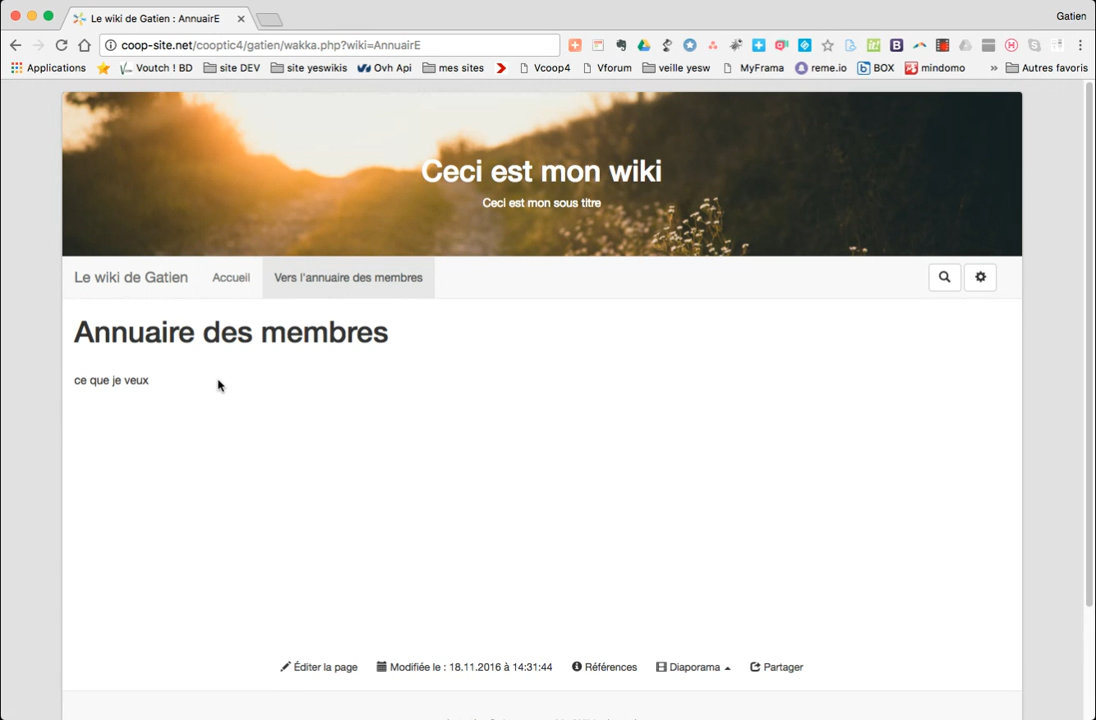 Le wiki de Gatien : AnnuairE
Gatien
coop-site.net/cooptic4/gatien/wakka.php?wiki=AnnuairE
Applications Voutch ! BD site DEV site yeswikis Ovh Api mes sites Vcoop4 Vforum veille yesw MyFrama reme.io BOX mindomo » Autres favoris
Ceci est mon wiki
Ceci est mon sous titre
Le wiki de Gatien Accueil Vers l'annuaire des membres
Annuaire des membres
ce que je veux
Éditer la page Modifiée le : 18.11.2016 à 14:31:44 Références Diaporama Partager